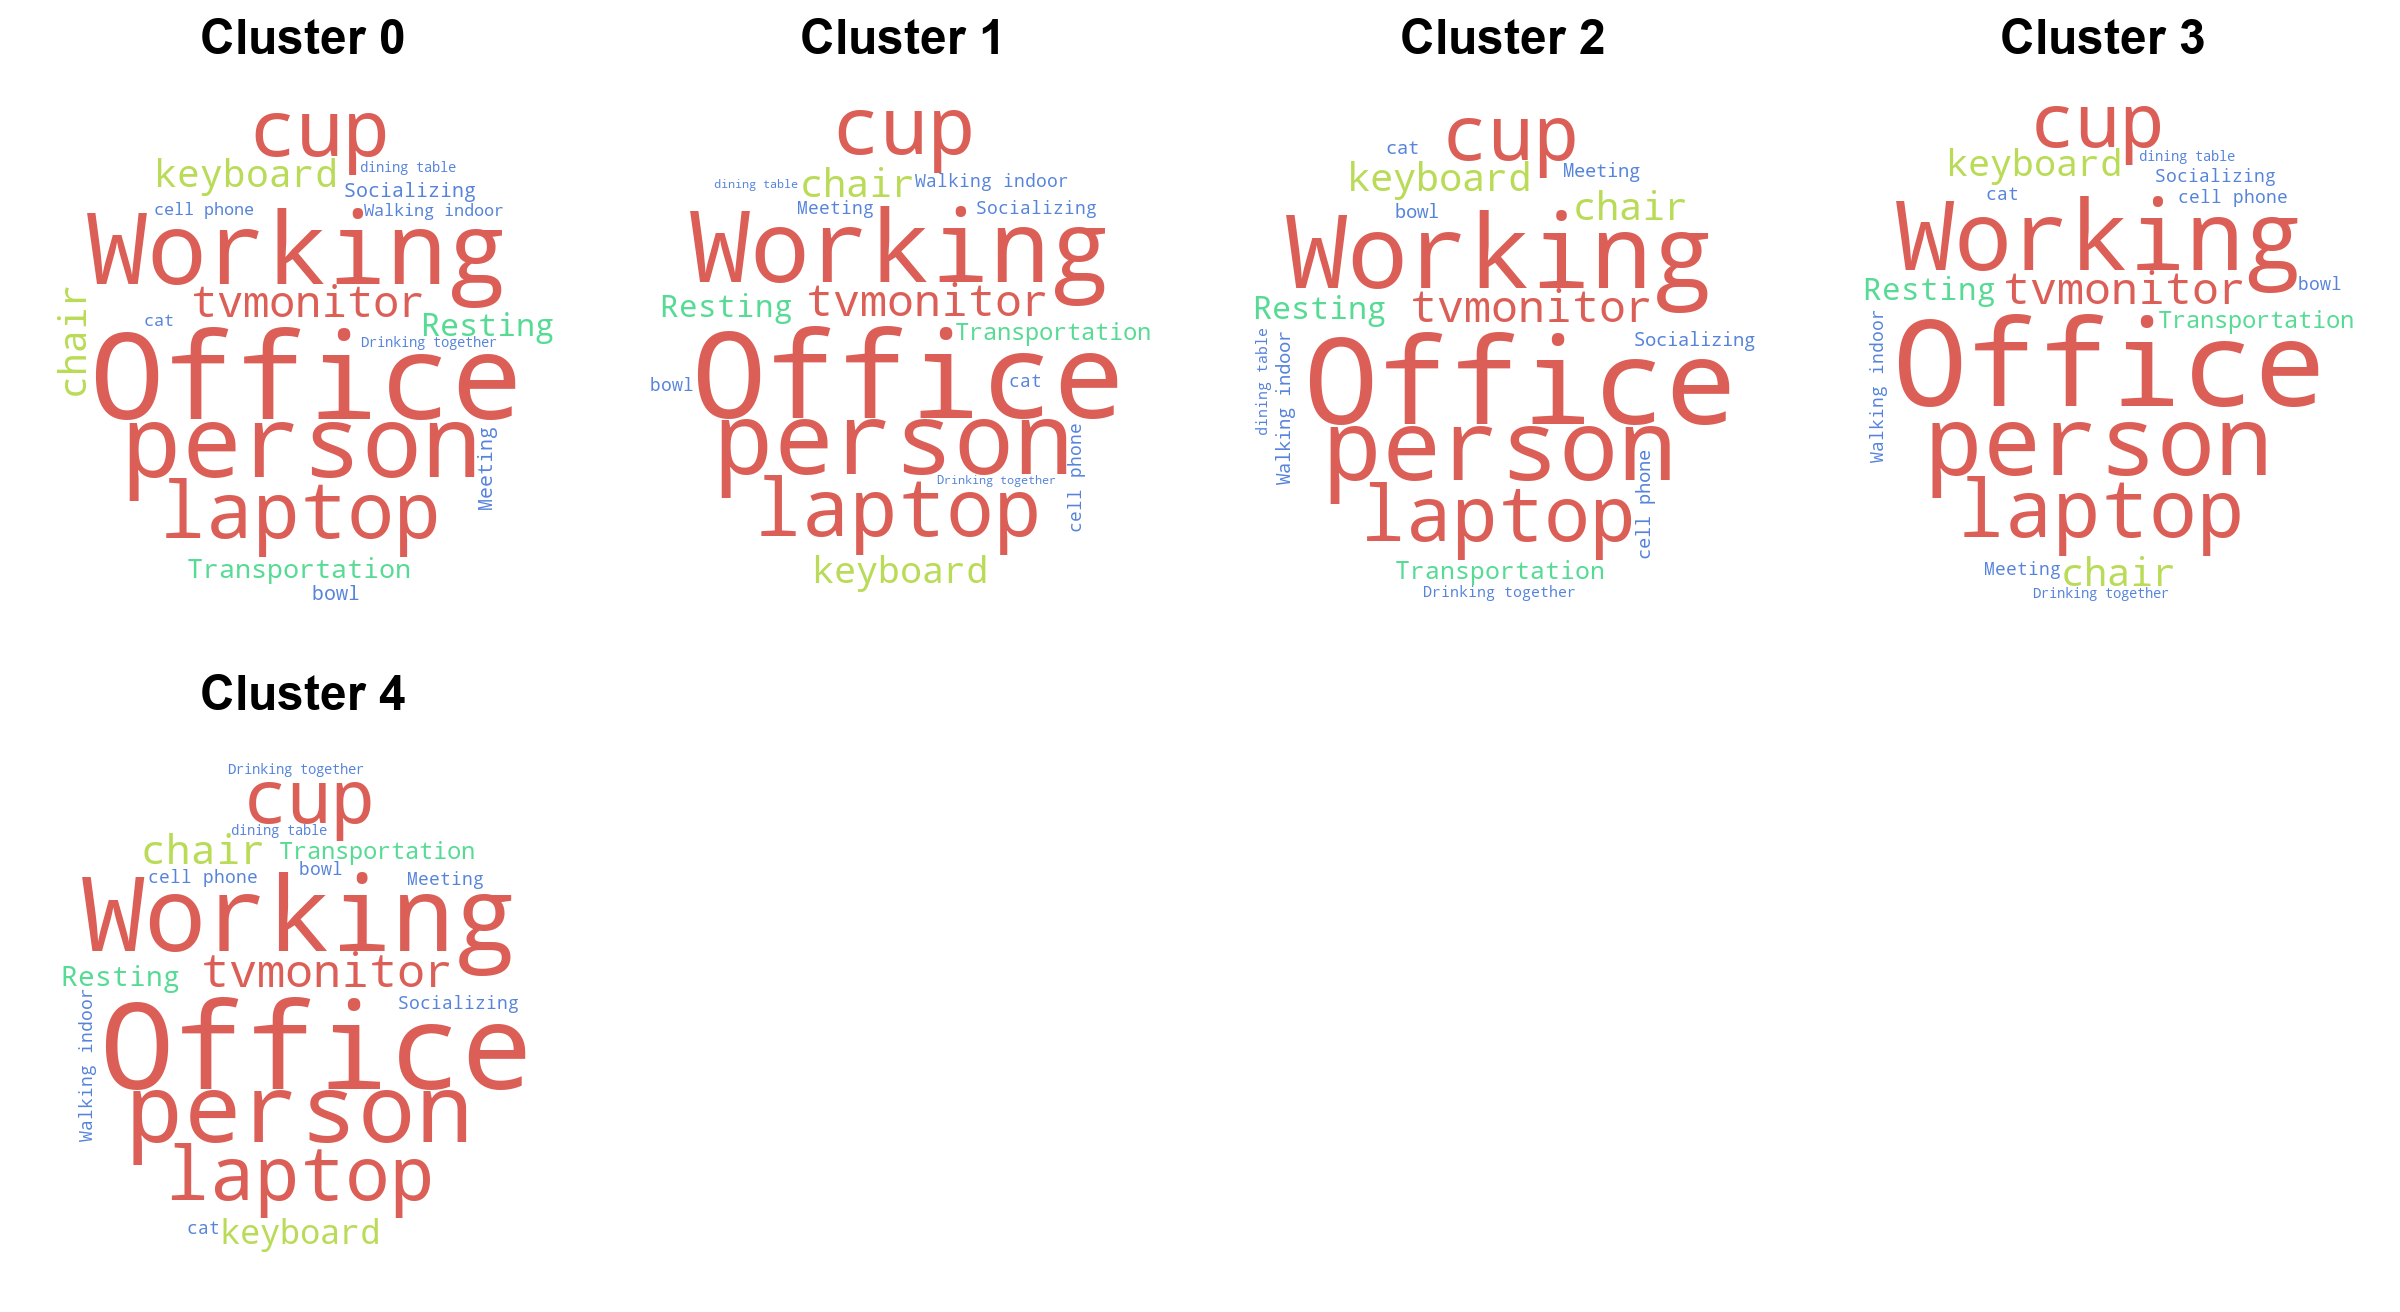 Cluster 0
cup
keyboard
dining table
Socializing
cell phone
Walking indoor
Working
chair
tvmonitor
cat
Resting
Drinking together
Office
person
Meeting
laptop
Transportation
bowl
Cluster 1
cup
dining table
chair
Walking indoor
Meeting
Socializing
Working
Resting
tvmonitor
Transportation
Office
bowl
cat
person
cell phone
Drinking together
laptop
keyboard
Cluster 2
cup
cat
keyboard
Meeting
bowl
chair
Working
Resting
tvmonitor
dining table
Walking indoor
Socializing
Office
person
cell phone
laptop
Transportation
Drinking together
Cluster 3
cup
keyboard
dining table
Socializing
cat
cell phone
Working
Resting
tvmonitor
bowl
Walking indoor
Transportation
Office
person
laptop
Meeting
chair
Drinking together
Cluster 4
Drinking together
cup
dining table
chair
Transportation
cell phone
bowl
Meeting
Working
Resting
tvmonitor
Walking indoor
Socializing
Office
person
laptop
cat
keyboard